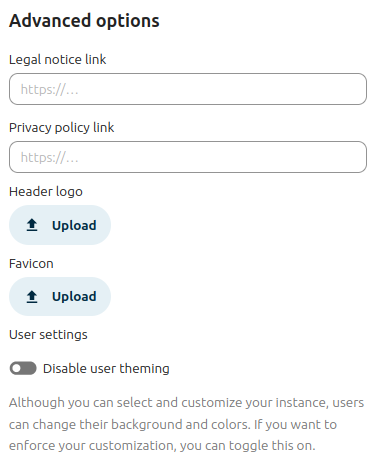 Advanced options
Legal notice link
https://…
Privacy policy link
https://…
Header logo
Upload
Favicon
Upload
User settings
Disable user theming
Although you can select and customize your instance, users
can change their background and colors. If you want to
enforce your customization, you can toggle this on.